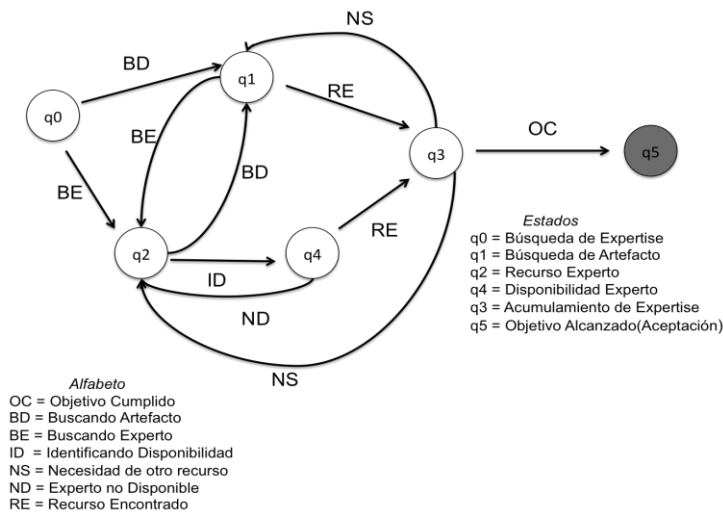 NS
BD
q1
RE
q0
BE
OC
q3
q5
BD
BE
RE
q2
q4
ID
ND
NS
Estados
q0 = Búsqueda de Expertise
q1 = Búsqueda de Artefacto
q2 = Recurso Experto
q4 = Disponibilidad Experto
q3 = Acumulamiento de Expertise
q5 = Objetivo Alcanzado(Aceptación)
Alfabeto
OC = Objetivo Cumplido
BD = Buscando Artefacto
BE = Buscando Experto
ID = Identificando Disponibilidad
NS = Necesidad de otro recurso
ND = Experto no Disponible
RE = Recurso Encontrado